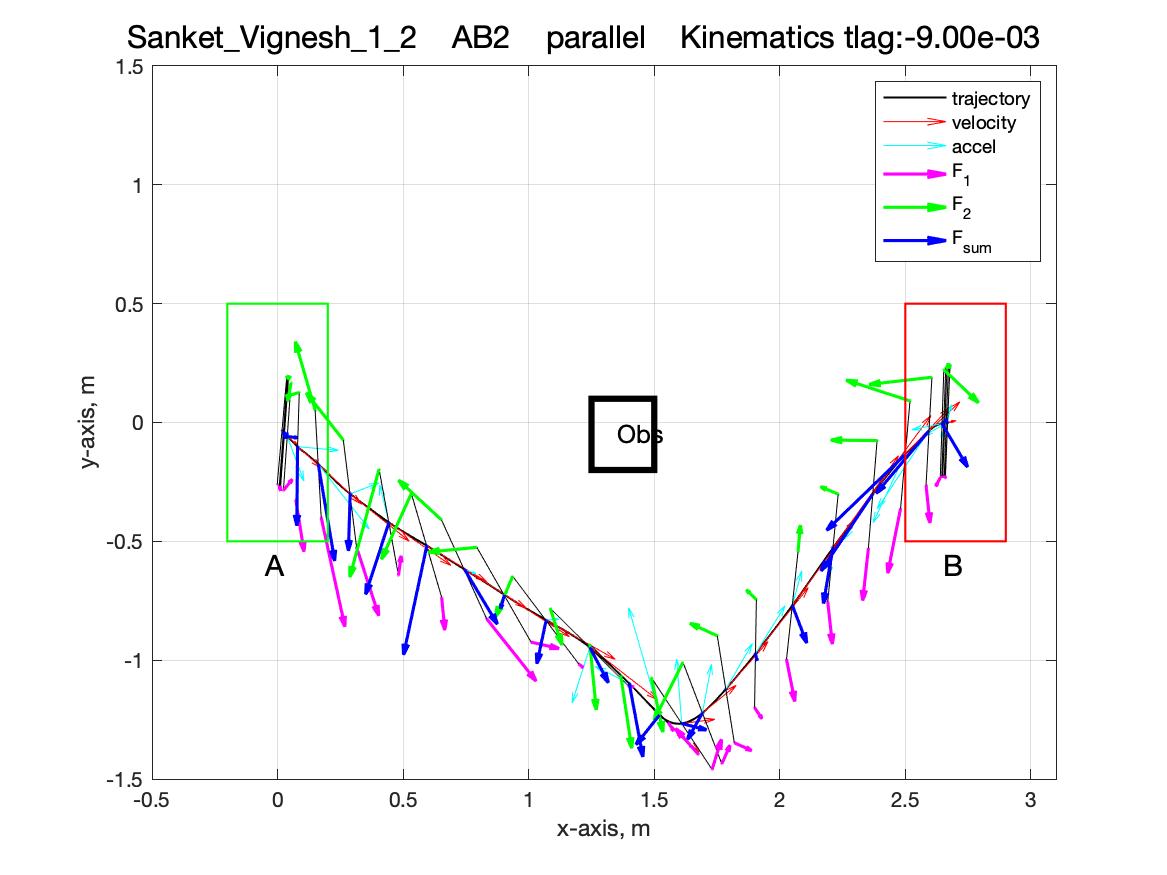 Sanket_Vignesh_1_2 AB2 parallel Kinematics tlag:-9.00e-03
1.5
trajectory
velocity
accel
F1
F2
Fsum
1
0.5
0
Obs
-0.5
A
B
-1
-1.5
y-axis, m
-0.5 0 0.5 1 1.5 2 2.5 3
x-axis, m